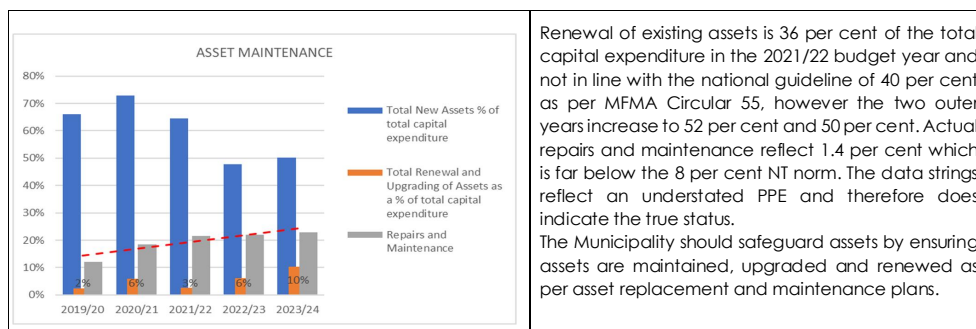 ASSET MAINTENANCE
80%
70%
60%
50%
40%
30%
20%
10%
0%
2%
6%
3%
6%
10%
2019/20
2020/21
2021/22
2022/23
2023/24
Total New Assets % of
total capital
expenditure
Total Renewal and
Upgrading of Assets as
a % of total capital
expenditure
Repairs and
Maintenance
Renewal of existing assets is 36 per cent of the total
capital expenditure in the 2021/22 budget year and
not in line with the national guideline of 40 per cent
as per MFMA Circular 55, however the two outer
years increase to 52 per cent and 50 per cent. Actual
repairs and maintenance reflect 1.4 per cent which
is far below the 8 per cent NT norm. The data strings
reflect an understated PPE and therefore does
indicate the true status.
The Municipality should safeguard assets by ensuring
assets are maintained, upgraded and renewed as
per asset replacement and maintenance plans.